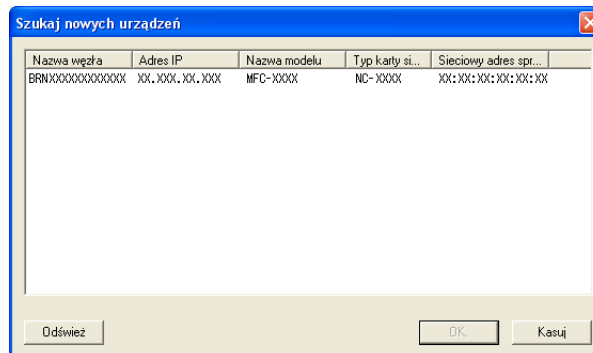 Szukaj nowych urządzeń
Nazwa węzła Adres IP Nazwa modelu Typ karty si... Sieciowy adres spr...
BRNXXXXXXXXXXXX XX.XXX.XX.XXX MFC-XXXX NC-XXXX XX:XX:XX:XX:XX:XX
Odśwież OK. Kasuj